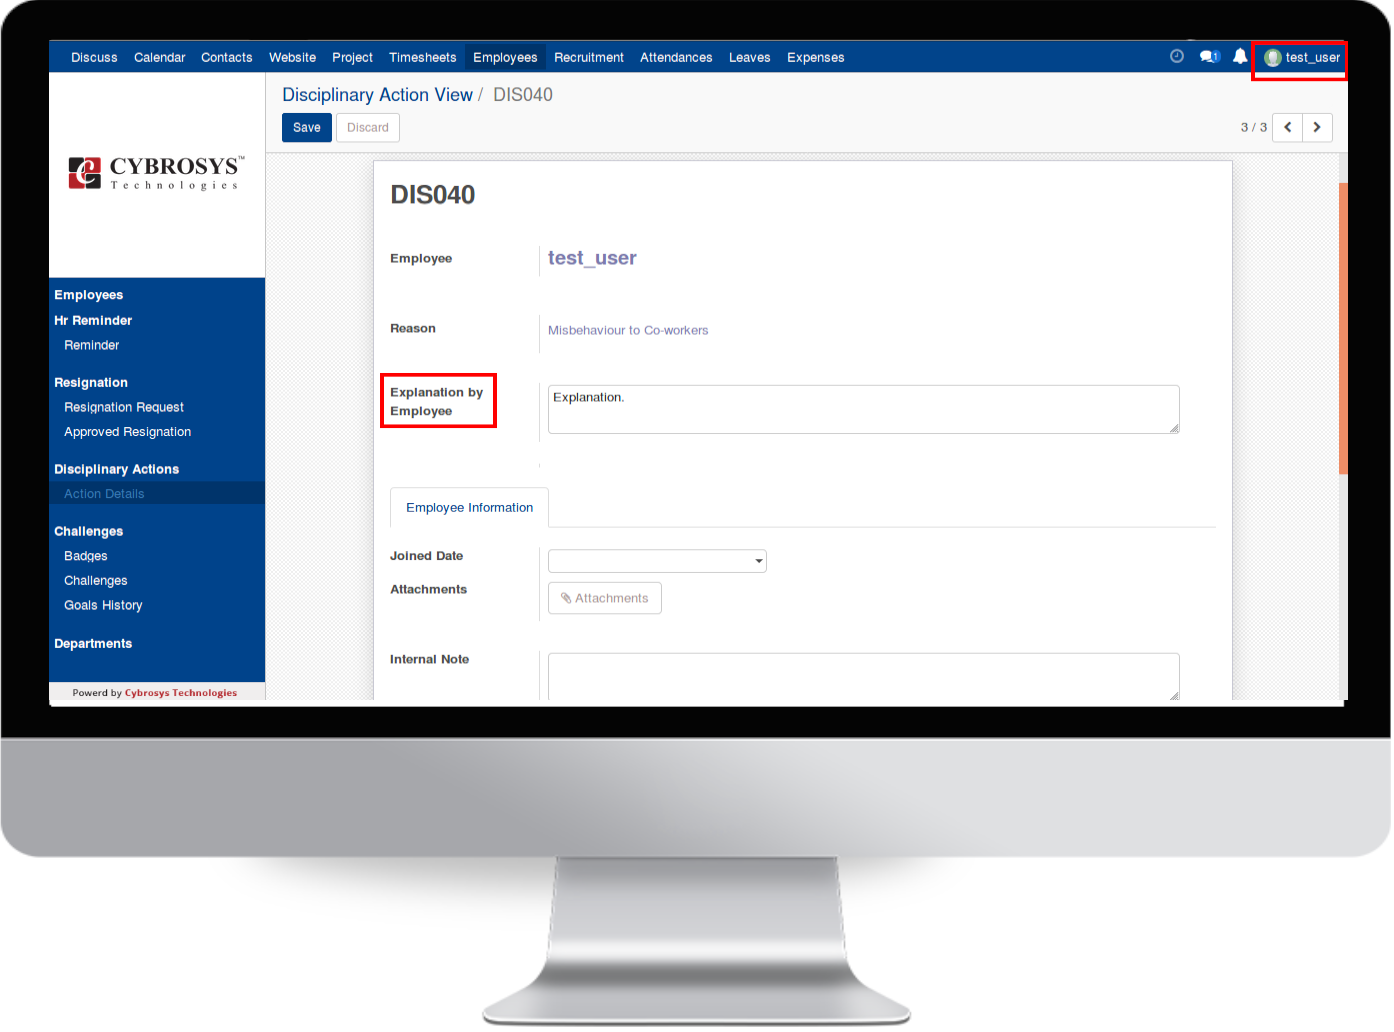 Discuss Calendar Contacts Website Project Timesheets Employees Recruitment Attendances Leaves Expenses 1 test_user
CYBROSYS™
Technologies
Disciplinary Action View / DIS040
Save Discard
3 / 3
Employees
Hr Reminder
Reminder
Resignation
Resignation Request
Approved Resignation
Disciplinary Actions
Action Details
Challenges
Badges
Challenges
Goals History
Departments
Powerd by Cybrosys Technologies
DIS040
Employee test_user
Reason Misbehaviour to Co-workers
Explanation by
Employee
Explanation.
Employee Information
Joined Date
Attachments Attachments
Internal Note